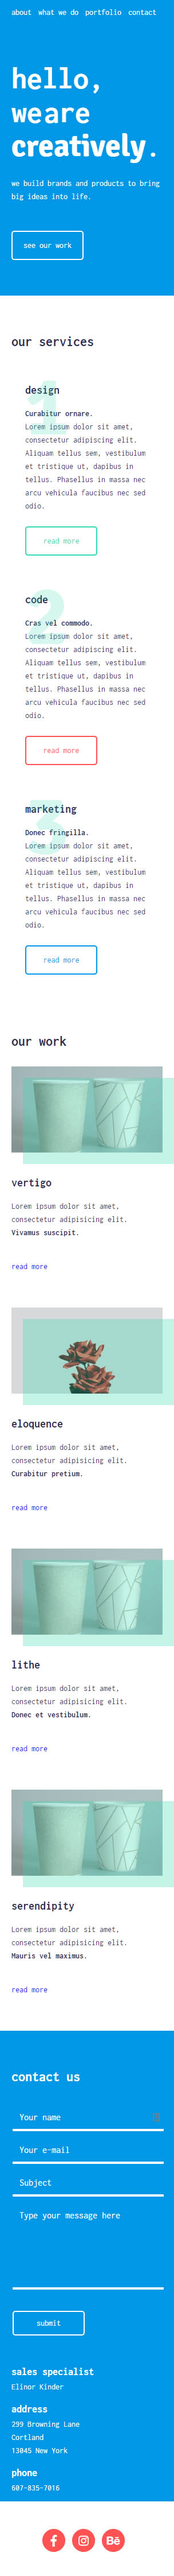 about what we do portfolio contact
hello,
we are
creatively.
we build brands and products to bring
big ideas into life.
see our work
our services
1
design
Curabitur ornare.
Lorem ipsum dolor sit amet,
consectetur adipiscing elit.
Aliquam tellus sem, vestibulum
et tristique ut, dapibus in
tellus. Phasellus in massa nec
arcu vehicula faucibus nec sed
odio.
read more
2
code
Cras vel commodo.
Lorem ipsum dolor sit amet,
consectetur adipiscing elit.
Aliquam tellus sem, vestibulum
et tristique ut, dapibus in
tellus. Phasellus in massa nec
arcu vehicula faucibus nec sed
odio.
read more
3
marketing
Donec fringilla.
Lorem ipsum dolor sit amet,
consectetur adipiscing elit.
Aliquam tellus sem, vestibulum
et tristique ut, dapibus in
tellus. Phasellus in massa nec
arcu vehicula faucibus nec sed
odio.
read more
our work
vertigo
Lorem ipsum dolor sit amet,
consectetur adipisicing elit.
Vivamus suscipit.
read more
eloquence
Lorem ipsum dolor sit amet,
consectetur adipisicing elit.
Curabitur pretium.
read more
lithe
Lorem ipsum dolor sit amet,
consectetur adipisicing elit.
Donec et vestibulum.
read more
serendipity
Lorem ipsum dolor sit amet,
consectetur adipisicing elit.
Mauris vel maximus.
read more
contact us
Your name
Your e-mail
Subject
Type your message here
submit
sales specialist
Elinor Kinder
address
299 Browning Lane
Cortland
13045 New York
phone
607-835-7016
f
Bē